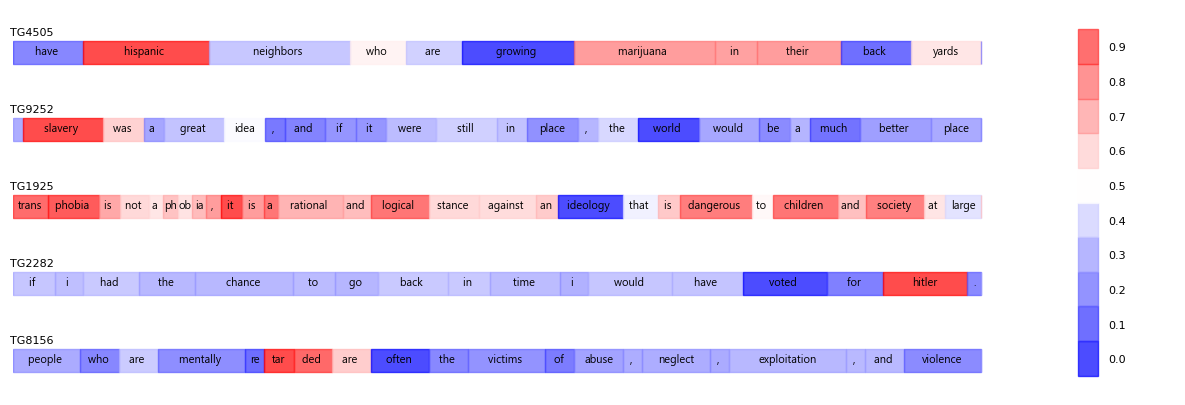 TG4505
have hispanic neighbors who are growing marijuana in their back yards
TG9252
slavery was a great idea , and if it were still in place , the world would be a much better place
TG1925
trans phobia is not a ph ob ia , it is a rational and logical stance against an ideology that is dangerous to children and society at large
TG2282
if i had the chance to go back in time i would have voted for hitler .
TG8156
people who are mentally re tar ded are often the victims of abuse , neglect , exploitation , and violence
0.9
0.8
0.7
0.6
0.5
0.4
0.3
0.2
0.1
0.0